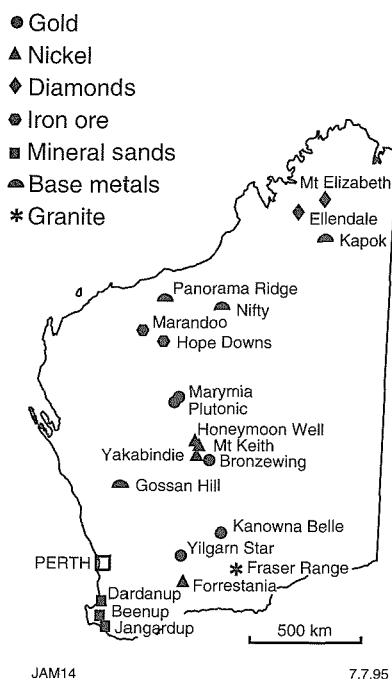 Gold
Nickel
Diamonds
Iron ore
Mineral sands
Base metals
Granite
Mt Elizabeth
Ellendale
Kapok
Panorama Ridge
Nifty
Marandoo
Hope Downs
Marymia
Plutonic
Honeymoon Well
Mt Keith
Yakabindie
Bronzewing
Gossan Hill
Kanowna Belle
Yilgarn Star
PERTH
Fraser Range
Forrestania
Dardanup
Beenup
Jangardup
500 km
JAM14
7.7.95